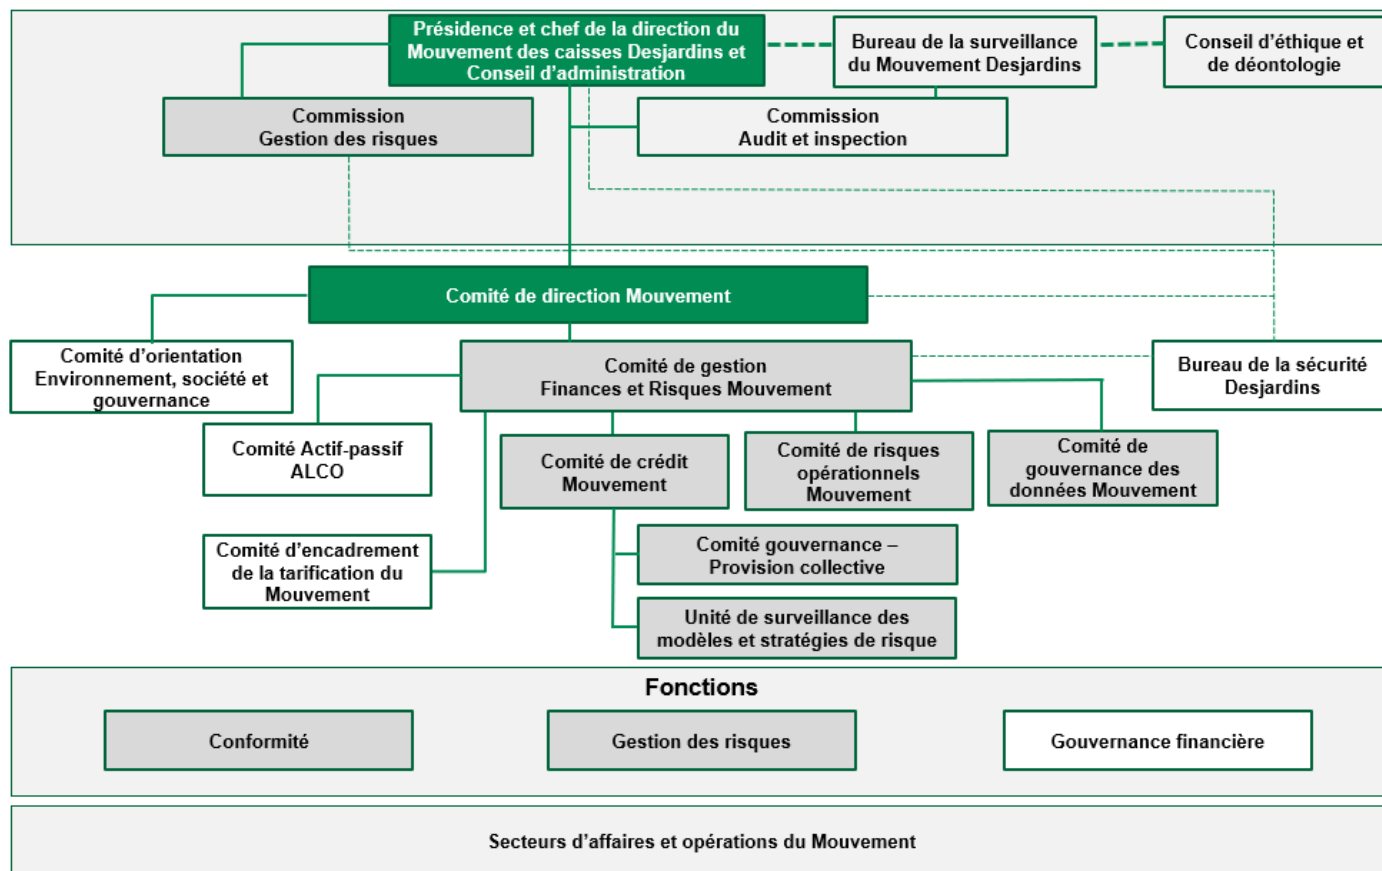 Présidence et chef de la direction du
Mouvement des caisses Desjardins et
Conseil d’administration
Bureau de la surveillance
du Mouvement Desjardins
Conseil d’éthique et
de déontologie
Commission
Gestion des risques
Commission
Audit et inspection
Comité de direction Mouvement
Comité d’orientation
Environnement, société et
gouvernance
Comité de gestion
Finances et Risques Mouvement
Bureau de la sécurité
Desjardins
Comité Actif-passif
ALCO
Comité de crédit
Mouvement
Comité de risques
opérationnels
Mouvement
Comité de
gouvernance des
données Mouvement
Comité d’encadrement
de la tarification du
Mouvement
Comité gouvernance –
Provision collective
Unité de surveillance des
modèles et stratégies de risque
Fonctions
Conformité
Gestion des risques
Gouvernance financière
Secteurs d’affaires et opérations du Mouvement